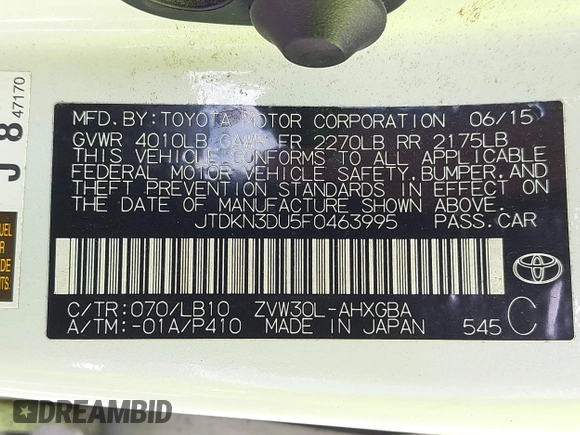 J 8
47170
MFD. BY: TOYOTA MOTOR CORPORATION 06/15
GVWR 4010LB GAWR FR 2270LB RR 2175LB
THIS VEHICLE CONFORMS TO ALL APPLICABLE
FEDERAL MOTOR VEHICLE SAFETY, BUMPER, AND
THEFT PREVENTION STANDARDS IN EFFECT ON
THE DATE OF MANUFACTURE SHOWN ABOVE.
JTDKN3DU5F0463995 PASS. CAR
C/TR: 070/LB10 ZVW30L-AHXGBA
A/TM: -01A/P410 MADE IN JAPAN 545 C
DREAMBID